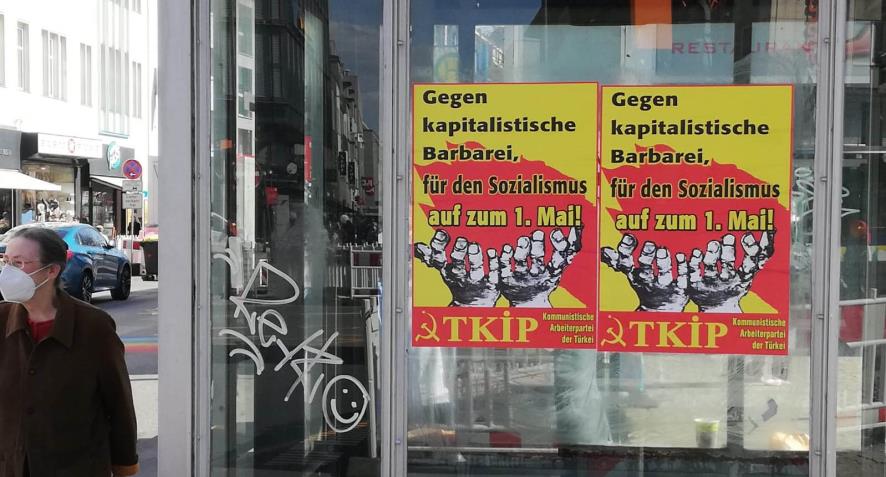 RESTAURAN
Gegen
kapitalistische
Barbarei,
für den Sozialismus
auf zum 1. Mai!
TKİP
Kommunistische
Arbeiterpartei
der Türkei
Gegen
kapitalistische
Barbarei,
für den Sozialismus
auf zum 1. Mai!
TKİP
Kommunistische
Arbeiterpartei
der Türkei